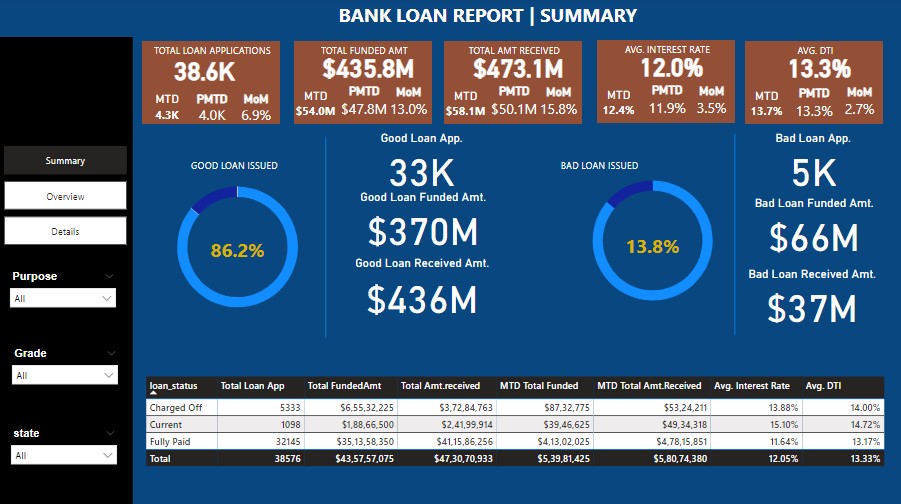 BANK LOAN REPORT | SUMMARY
TOTAL LOAN APPLICATIONS
38.6K
MTD PMTD MoM
4.3K 4.0K 6.9%
TOTAL FUNDED AMT
$435.8M
MTD PMTD MoM
$54.0M $47.8M 13.0%
TOTAL AMT RECEIVED
$473.1M
MTD PMTD MoM
$58.1M $50.1M 15.8%
AVG. INTEREST RATE
12.0%
MTD PMTD MoM
12.4% 11.9% 3.5%
AVG. DTI
13.3%
MTD PMTD MoM
13.7% 13.3% 2.7%
Summary
Overview
Details
Purpose
All
Grade
All
state
All
GOOD LOAN ISSUED
86.2%
Good Loan App.
33K
Good Loan Funded Amt.
$370M
Good Loan Received Amt.
$436M
BAD LOAN ISSUED
13.8%
Bad Loan App.
5K
Bad Loan Funded Amt.
$66M
Bad Loan Received Amt.
$37M
loan_status Total Loan App Total FundedAmt Total Amt.received MTD Total Funded MTD Total Amt.Received Avg. Interest Rate Avg. DTI
Charged Off 5333 $6,55,32,225 $3,72,84,763 $87,32,775 $53,24,211 13.88% 14.00%
Current 1098 $1,88,66,500 $2,41,99,914 $39,46,625 $49,34,318 15.10% 14.72%
Fully Paid 32145 $35,13,58,350 $41,15,86,256 $4,13,02,025 $4,78,15,851 11.64% 13.17%
Total 38576 $43,57,57,075 $47,30,70,933 $5,39,81,425 $5,80,74,380 12.05% 13.33%